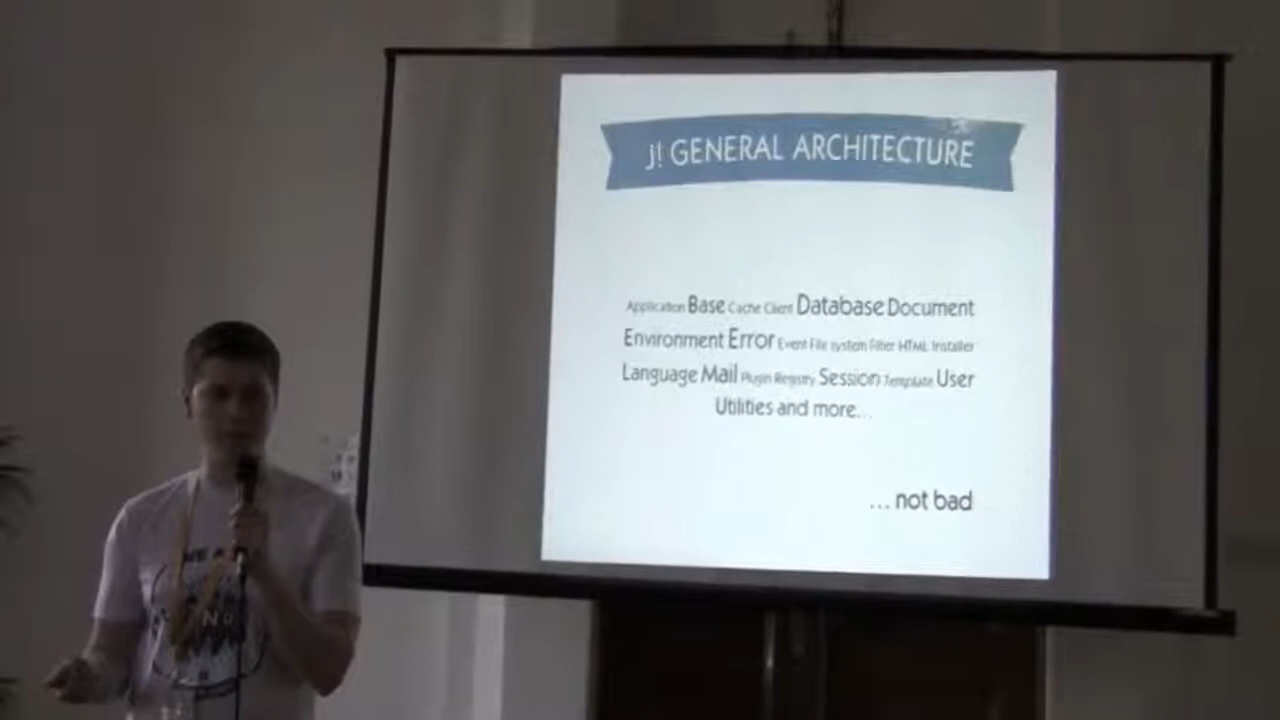 J! GENERAL ARCHITECTURE
Application Base Cache Client Database Document
Environment Error Event File system Filter HTML Installer
Language Mail Plugin Registry Session Template User
Utilities and more...
... not bad